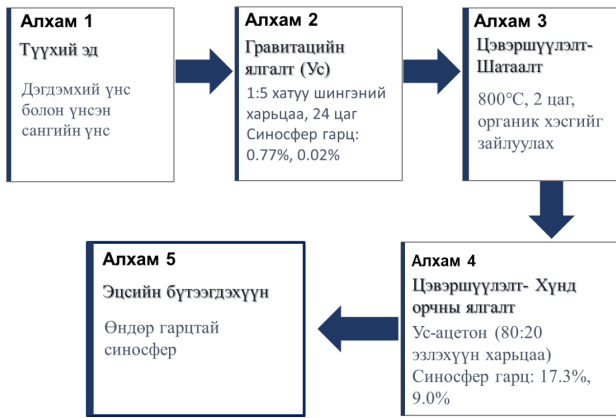 Алхам 1
Түүхий эд
Дэгдэмхий үнс
болон үнсэн
сангийн үнс
Алхам 2
Гравитацийн
ялгалт (Ус)
1:5 хатуу шингэний
харьцаа, 24 цаг
Синосфер гарц:
0.77%, 0.02%
Алхам 3
Цэвэршүүлэлт-
Шатаалт
800°C, 2 цаг,
органик хэсгийг
зайлуулах
Алхам 4
Цэвэршүүлэлт- Хүнд
орчны ялгалт
Ус-ацетон (80:20
эзлэхүүн харьцаа)
Синосфер гарц: 17.3%,
9.0%
Алхам 5
Эцсийн бүтээгдэхүүн
Өндөр гарцтай
синосфер